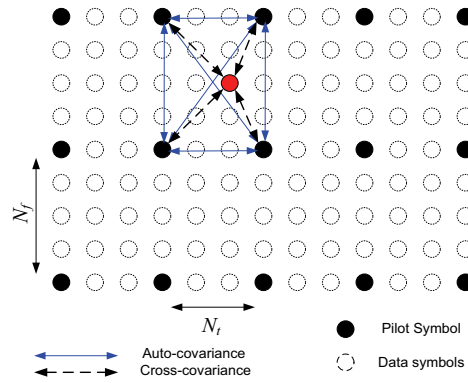 N_f
N_t
Pilot Symbol
Auto-covariance
Cross-covariance
Data symbols